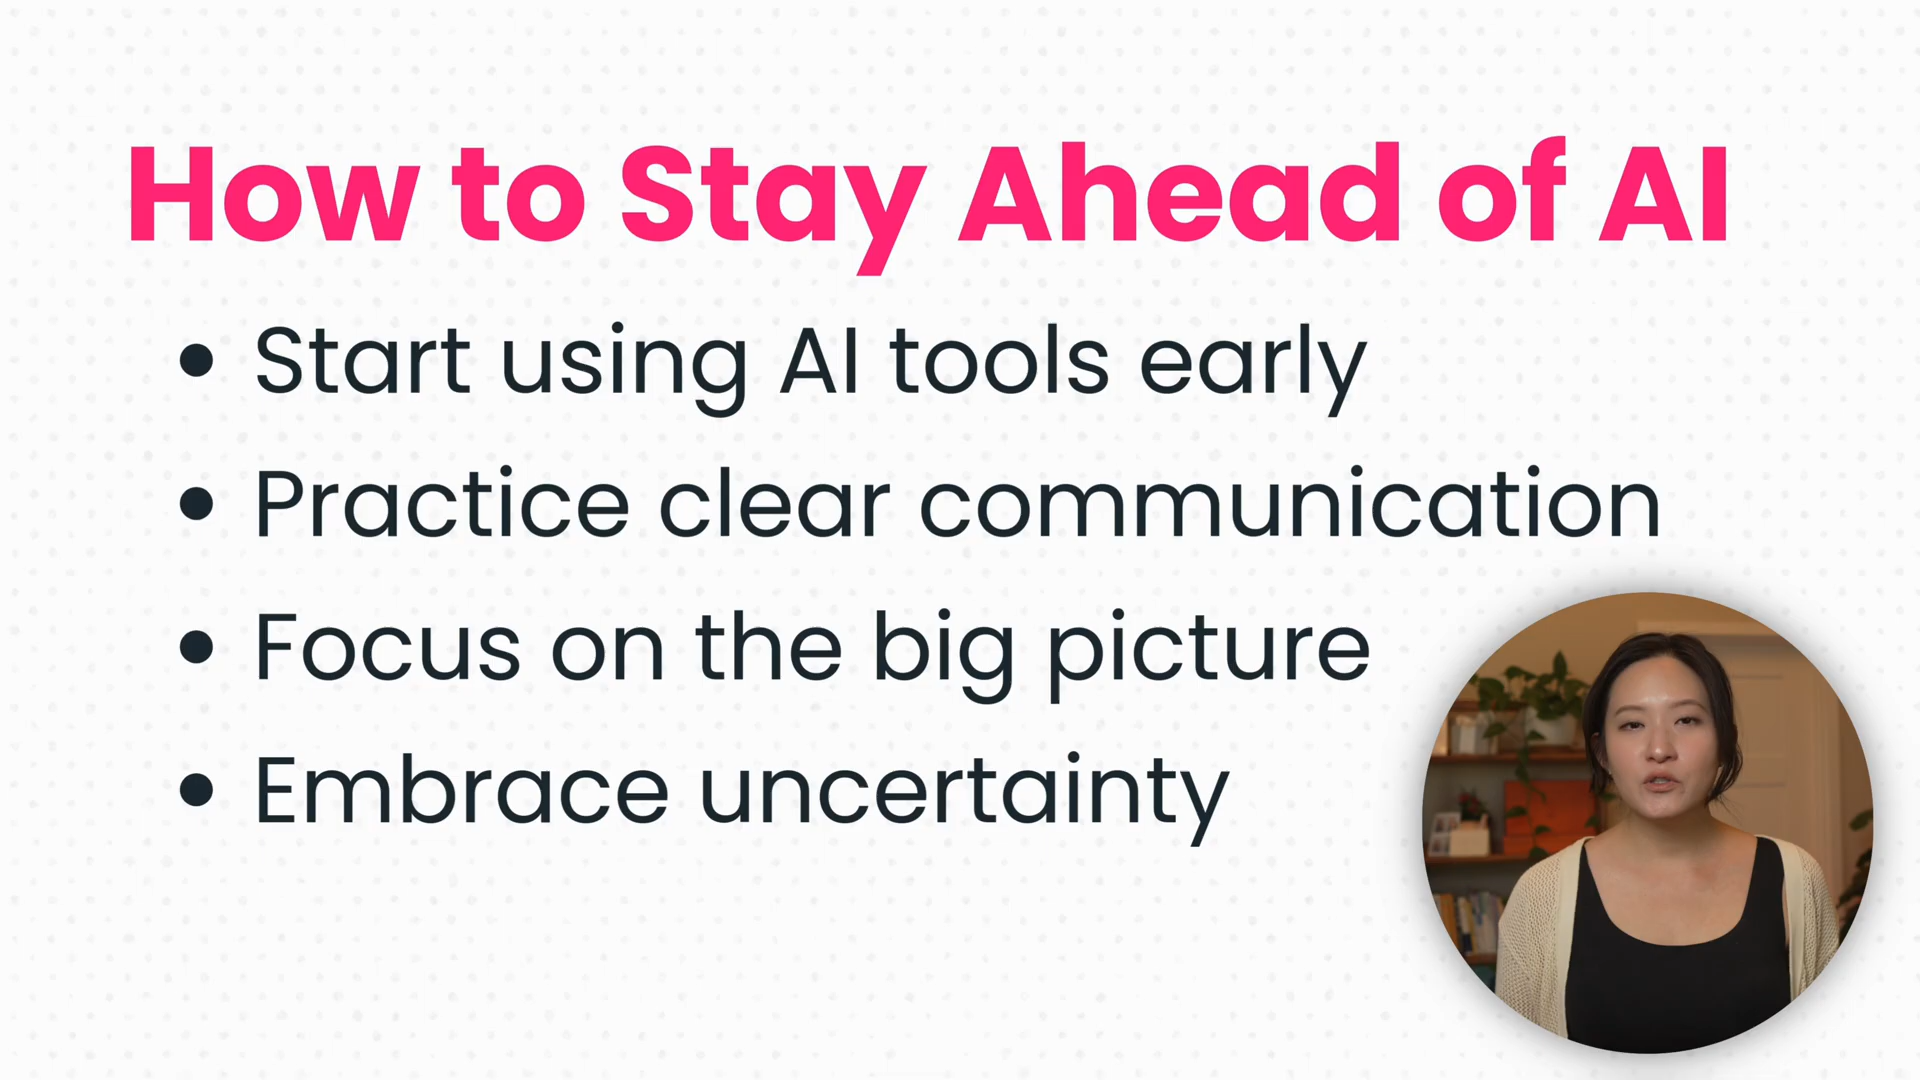 How to Stay Ahead of AI
• Start using AI tools early
• Practice clear communication
• Focus on the big picture
• Embrace uncertainty